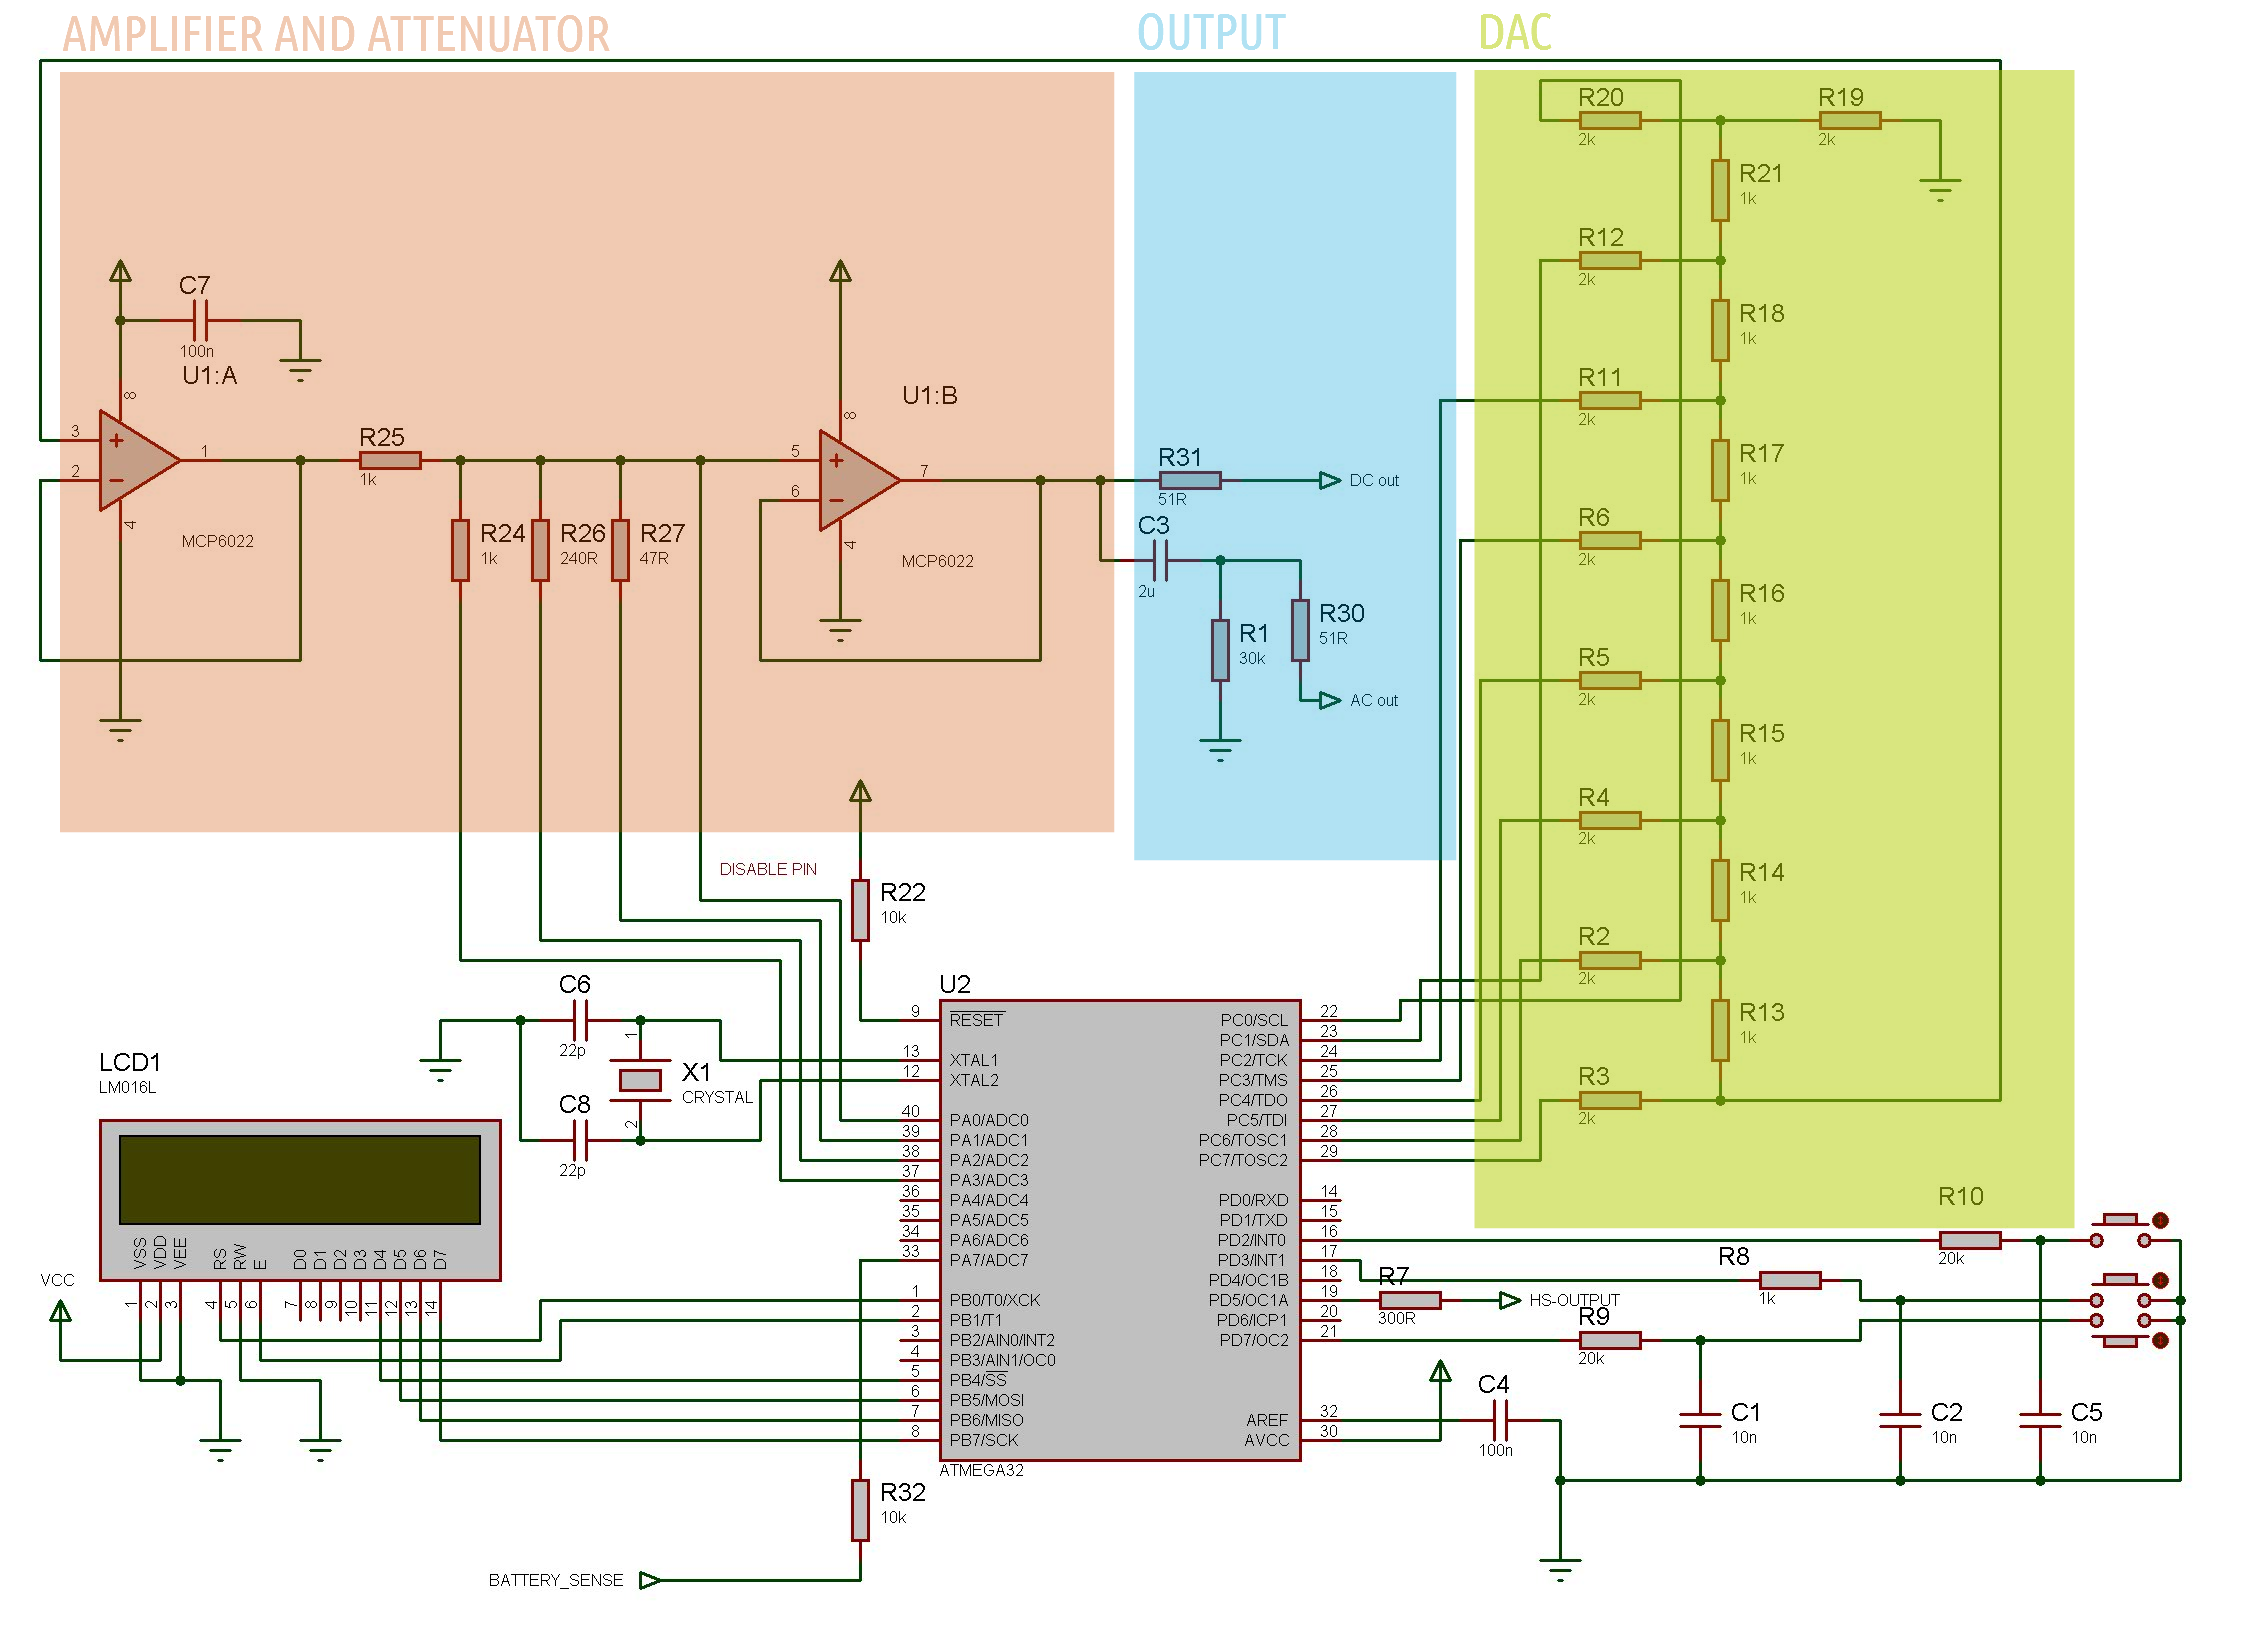 AMPLIFIER AND ATTENUATOR
OUTPUT
DAC
R20
2k
R19
2k
R21
1k
R12
2k
R18
1k
C7
100n
U1:A
8
3
2
1
4
MCP6022
R25
1k
U1:B
8
5
6
7
4
MCP6022
R24
1k
R26
240R
R27
47R
R31
51R
DC out
C3
2u
R1
30k
R30
51R
AC out
R11
2k
R17
1k
R6
2k
R16
1k
R5
2k
R15
1k
R4
2k
R14
1k
R2
2k
R13
1k
R3
2k
DISABLE PIN
R22
10k
C6
22p
1
X1
CRYSTAL
C8
22p
2
U2
9
RESET
13
XTAL1
12
XTAL2
40
PA0/ADC0
39
PA1/ADC1
38
PA2/ADC2
37
PA3/ADC3
36
PA4/ADC4
35
PA5/ADC5
34
PA6/ADC6
33
PA7/ADC7
1
PB0/T0/XCK
2
PB1/T1
3
PB2/AIN0/INT2
4
PB3/AIN1/OC0
5
PB4/SS
6
PB5/MOSI
7
PB6/MISO
8
PB7/SCK
PC0/SCL
22
PC1/SDA
23
PC2/TCK
24
PC3/TMS
25
PC4/TDO
26
PC5/TDI
27
PC6/TOSC1
28
PC7/TOSC2
29
PD0/RXD
14
PD1/TXD
15
PD2/INT0
16
PD3/INT1
17
PD4/OC1B
18
PD5/OC1A
19
PD6/ICP1
20
PD7/OC2
21
AREF
32
AVCC
30
ATMEGA32
LCD1
LM016L
VSS
VDD
VEE
RS
RW
E
D0
D1
D2
D3
D4
D5
D6
D7
1
2
3
4
5
6
7
8
9
10
11
12
13
14
VCC
R10
20k
R8
1k
R7
300R
HS-OUTPUT
R9
20k
C4
100n
C1
10n
C2
10n
C5
10n
R32
10k
BATTERY_SENSE